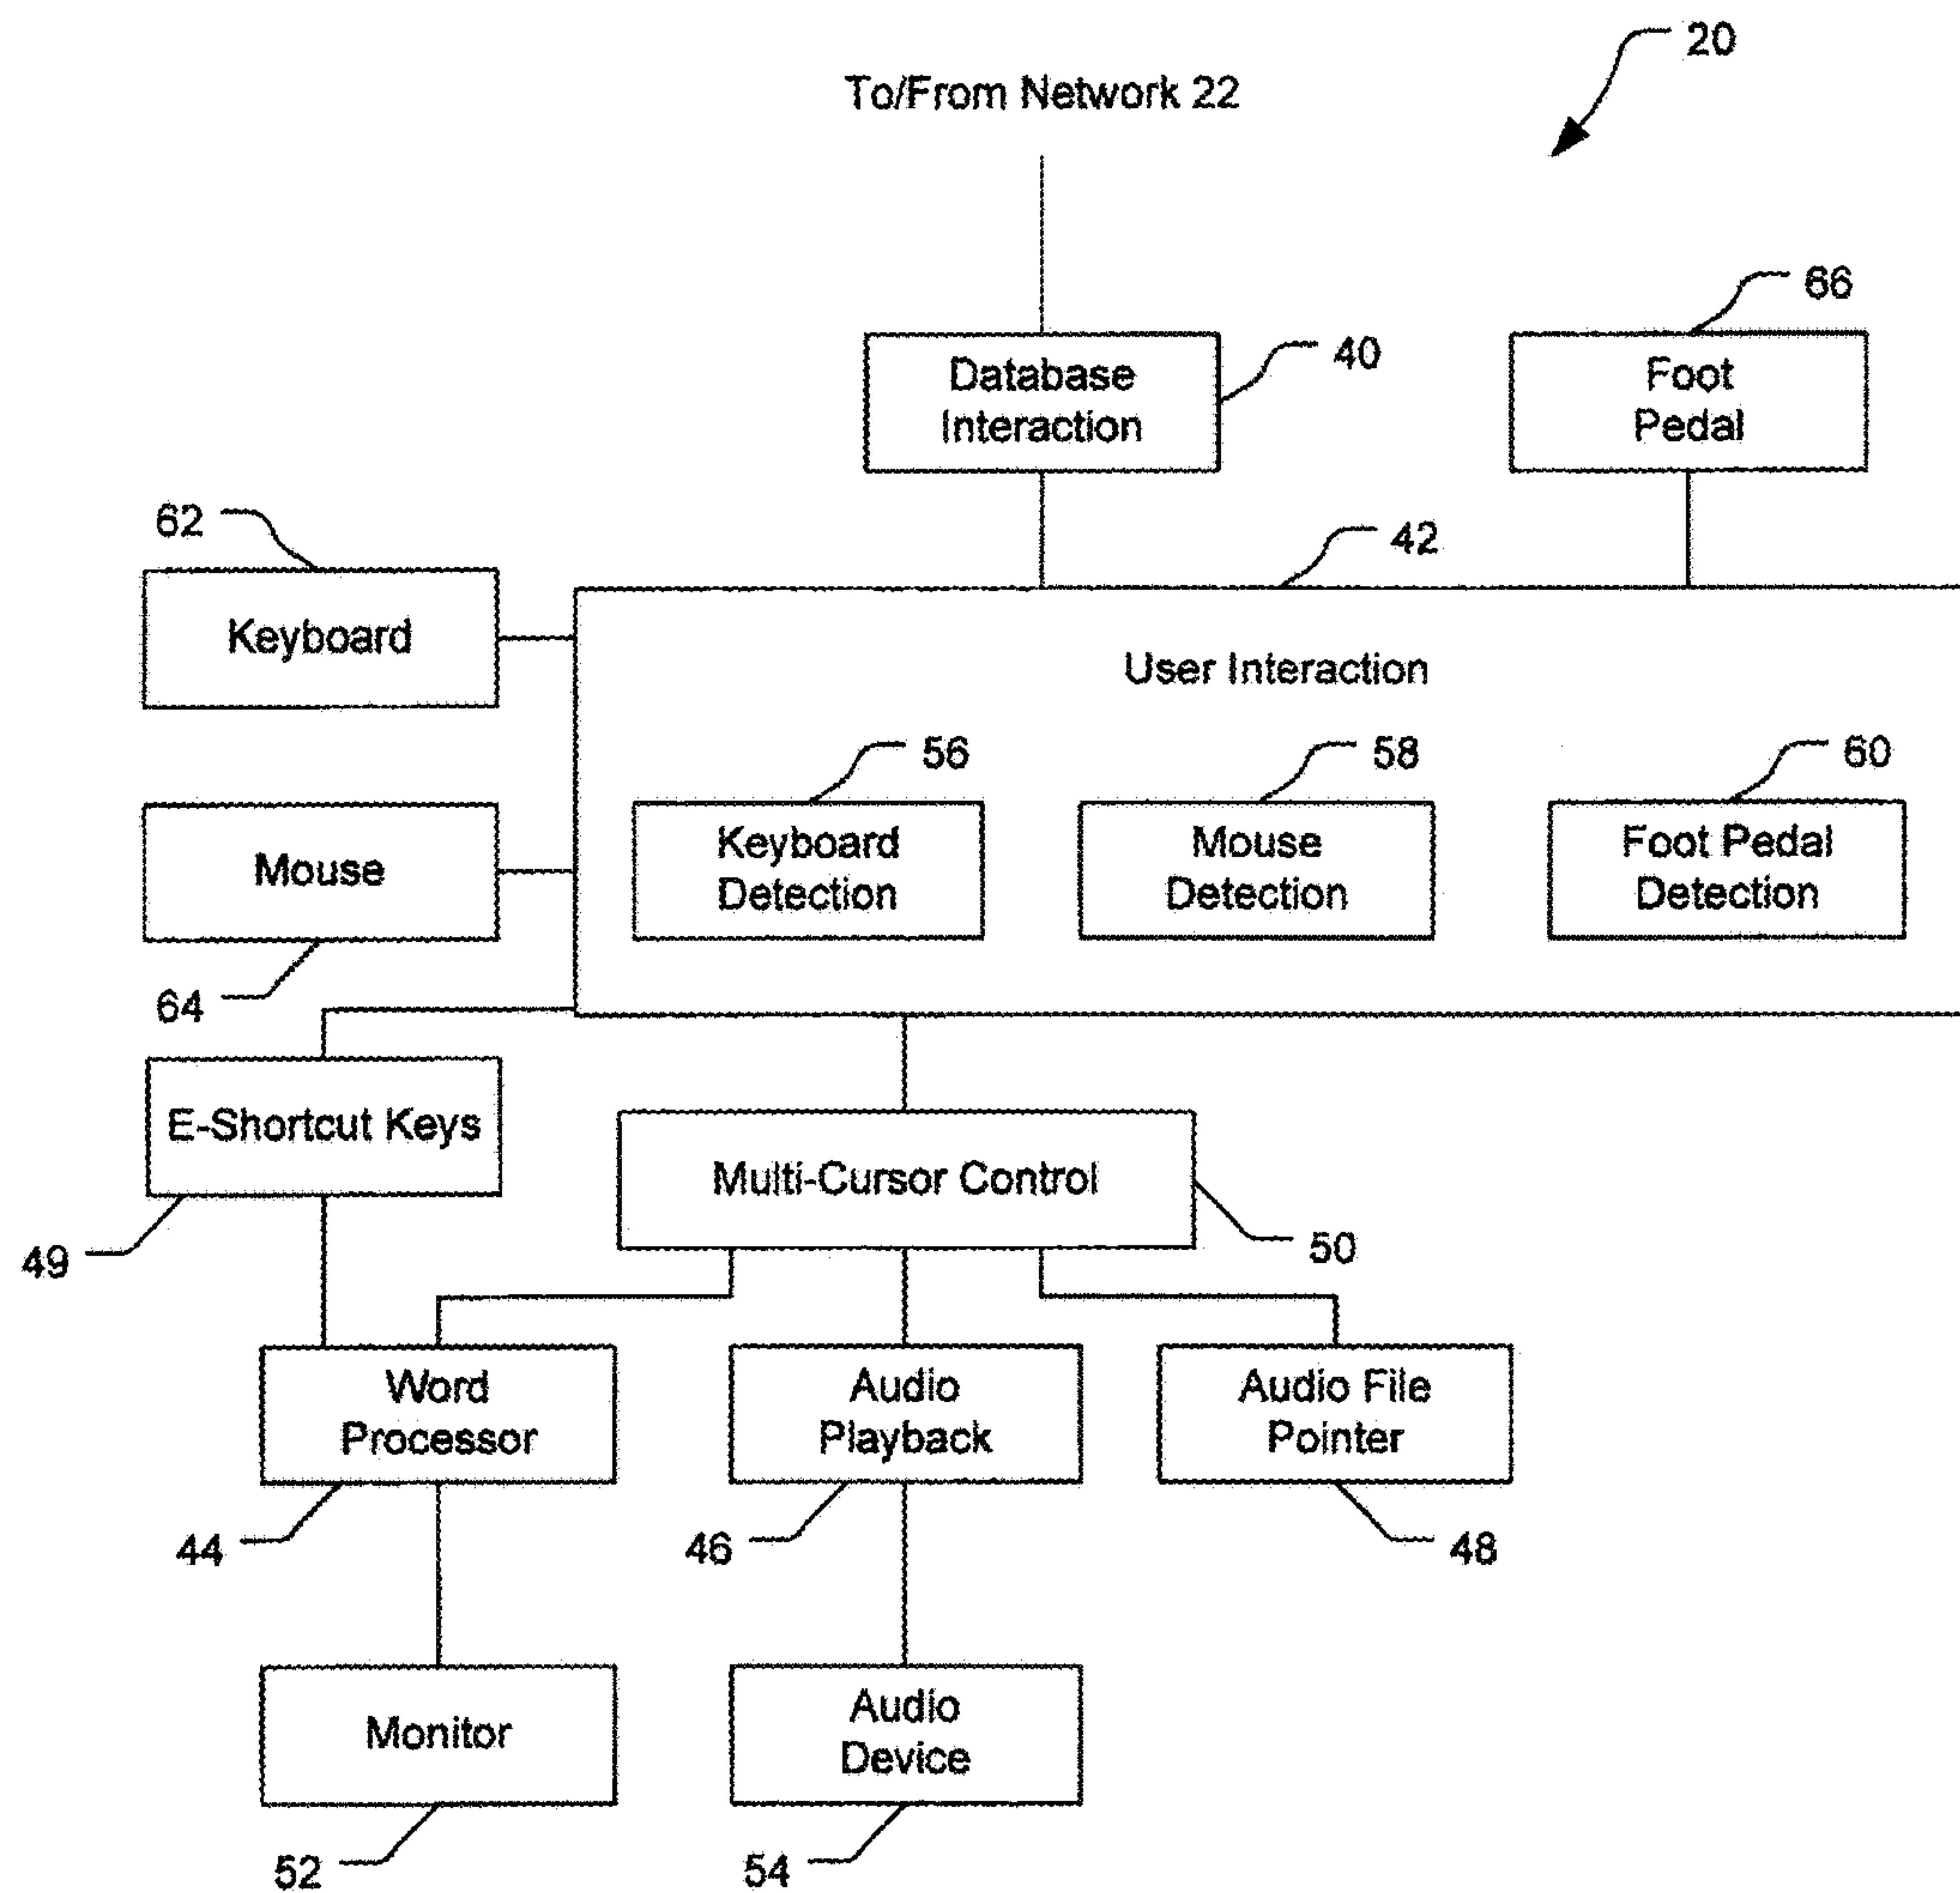 20
To/From Network 22
66
40
Database
Interaction
Foot
Pedal
62
42
Keyboard
User Interaction
56
58
60
Mouse
Keyboard
Detection
Mouse
Detection
Foot Pedal
Detection
64
E-Shortcut Keys
Multi-Cursor Control
49
50
Word
Processor
Audio
Playback
Audio File
Pointer
44
46
48
Monitor
Audio
Device
52
54